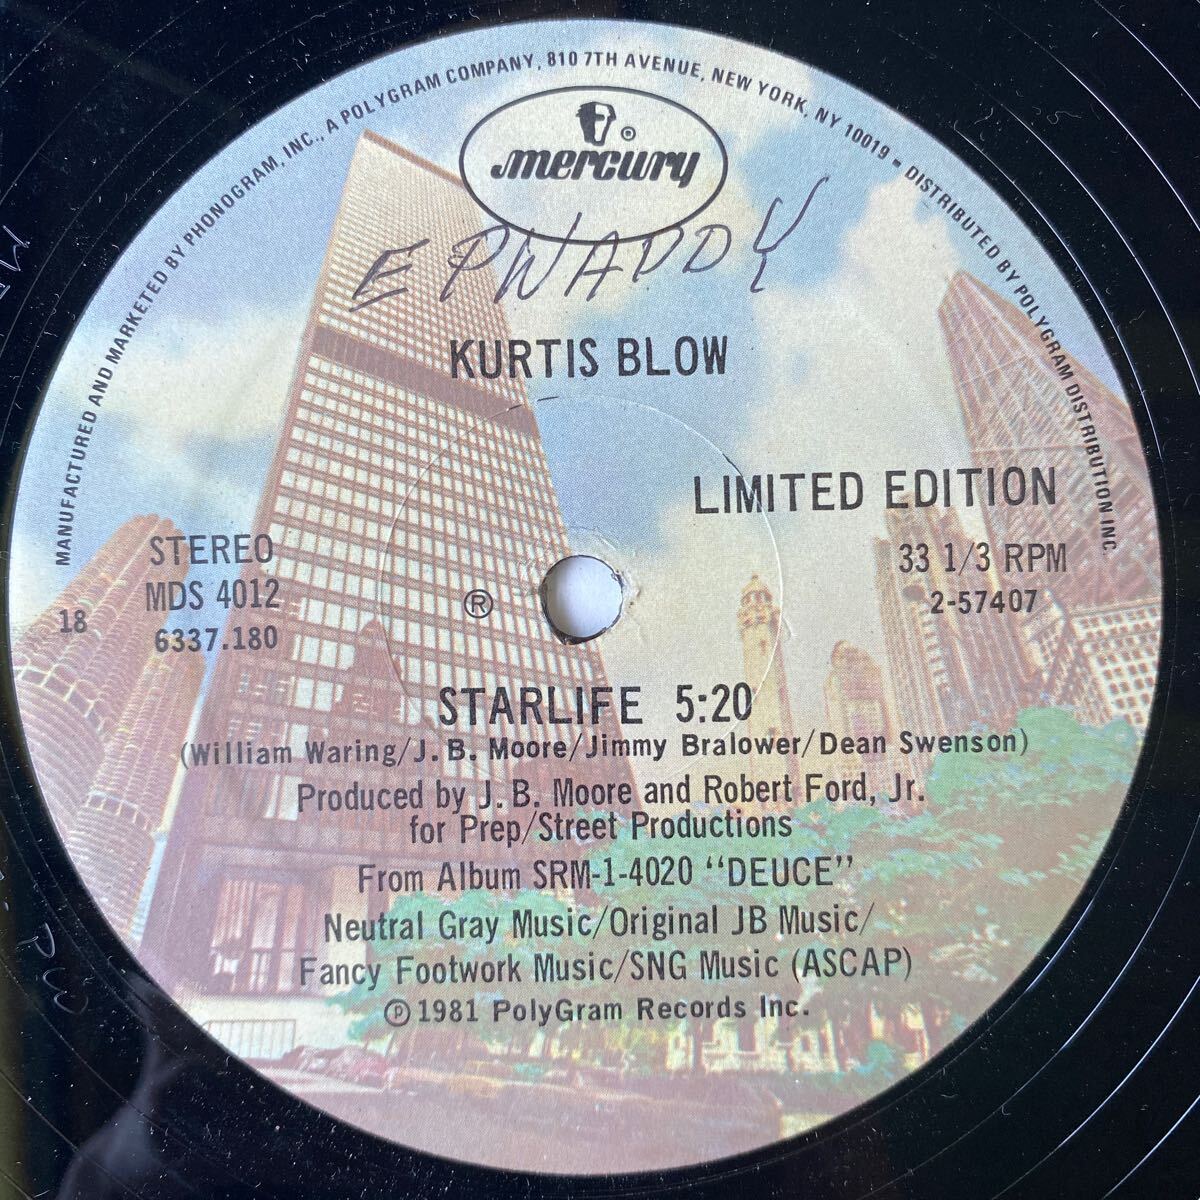 MANUFACTURED AND MARKETED BY PHONOGRAM, INC., A POLYGRAM COMPANY, 810 7TH AVENUE, NEW YORK, NY 10019 ▪ DISTRIBUTED BY POLYGRAM DISTRIBUTION INC.
mercury ®
E PWADDY
KURTIS BLOW
LIMITED EDITION
STEREO
33 1/3 RPM
MDS 4012
2-57407
18
6337.180
®
STARLIFE 5:20
(William Waring/J. B. Moore/Jimmy Bralower/Dean Swenson)
Produced by J. B. Moore and Robert Ford, Jr.
for Prep/Street Productions
From Album SRM-1-4020 “DEUCE”
Neutral Gray Music/Original JB Music/
Fancy Footwork Music/SNG Music (ASCAP)
℗ 1981 PolyGram Records Inc.